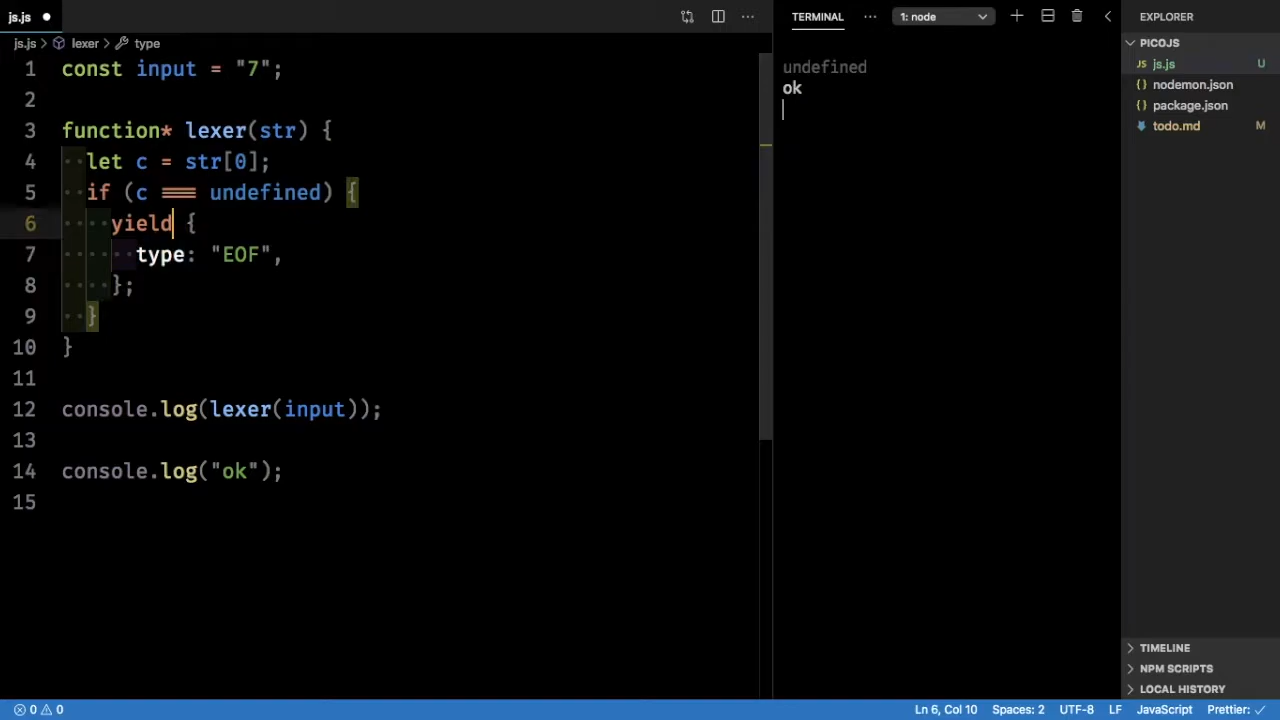 js.js ●
js.js > lexer > type
1 const input = "7";
2
3 function* lexer(str) {
4 let c = str[0];
5 if (c === undefined) {
6 yield {
7 type: "EOF",
8 };
9 }
10 }
11
12 console.log(lexer(input));
13
14 console.log("ok");
15
TERMINAL ··· 1: node
undefined
ok
EXPLORER
PICOJS
JS js.js U
{} nodemon.json
{} package.json
todo.md M
TIMELINE
NPM SCRIPTS
LOCAL HISTORY
0 0 Ln 6, Col 10 Spaces: 2 UTF-8 LF JavaScript Prettier: ✓